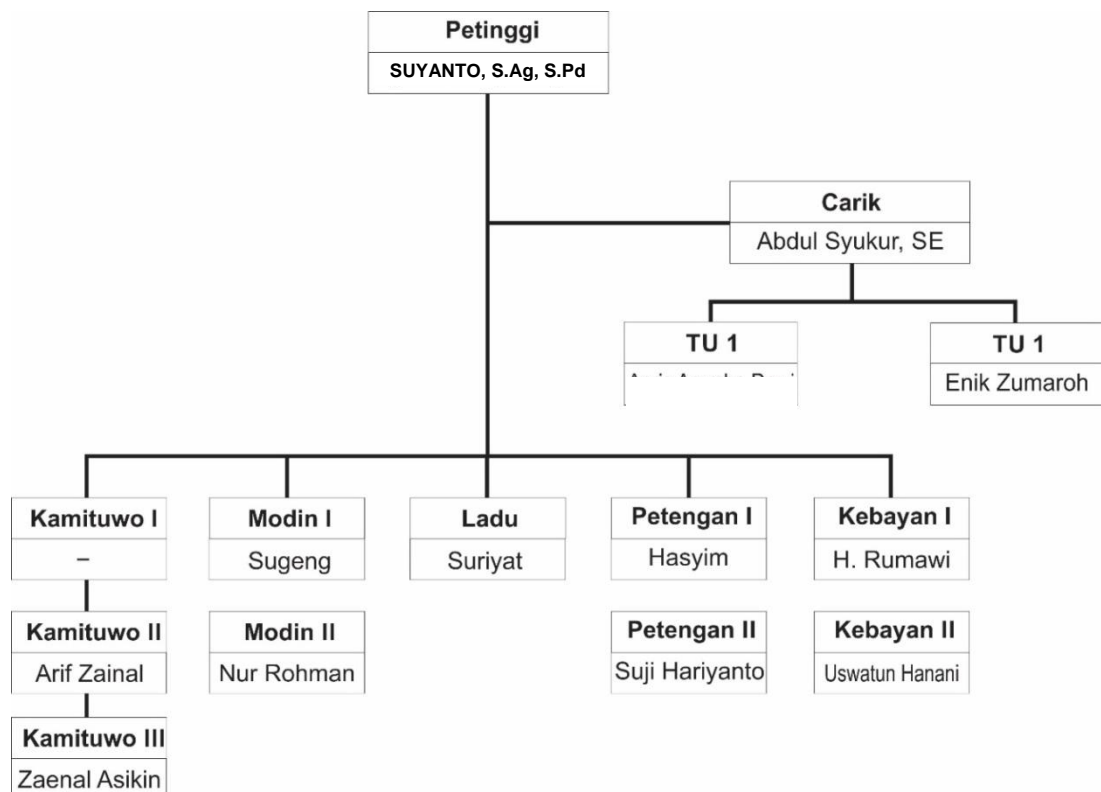 Petinggi
SUYANTO, S.Ag, S.Pd
Carik
Abdul Syukur, SE
TU 1
TU 1
Enik Zumaroh
Kamituwo I
–
Modin I
Sugeng
Ladu
Suriyat
Petengan I
Hasyim
Kebayan I
H. Rumawi
Kamituwo II
Arif Zainal
Modin II
Nur Rohman
Petengan II
Suji Hariyanto
Kebayan II
Uswatun Hanani
Kamituwo III
Zaenal Asikin